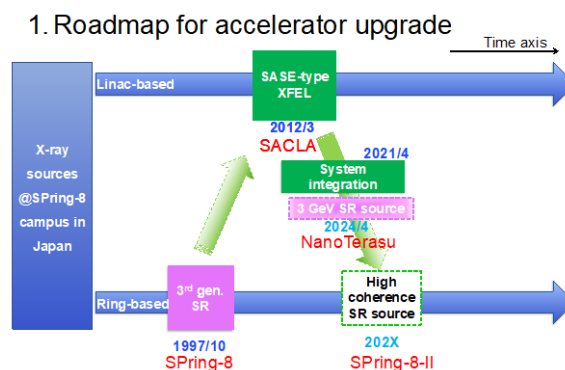 1. Roadmap for accelerator upgrade
Time axis
Linac-based
SASE-type
XFEL
2012/3
SACLA
2021/4
System
integration
3 GeV SR source
2024/4
NanoTerasu
X-ray
sources
@SPring-8
campus in
Japan
Ring-based
3rd gen.
SR
1997/10
SPring-8
High
coherence
SR source
202X
SPring-8-II